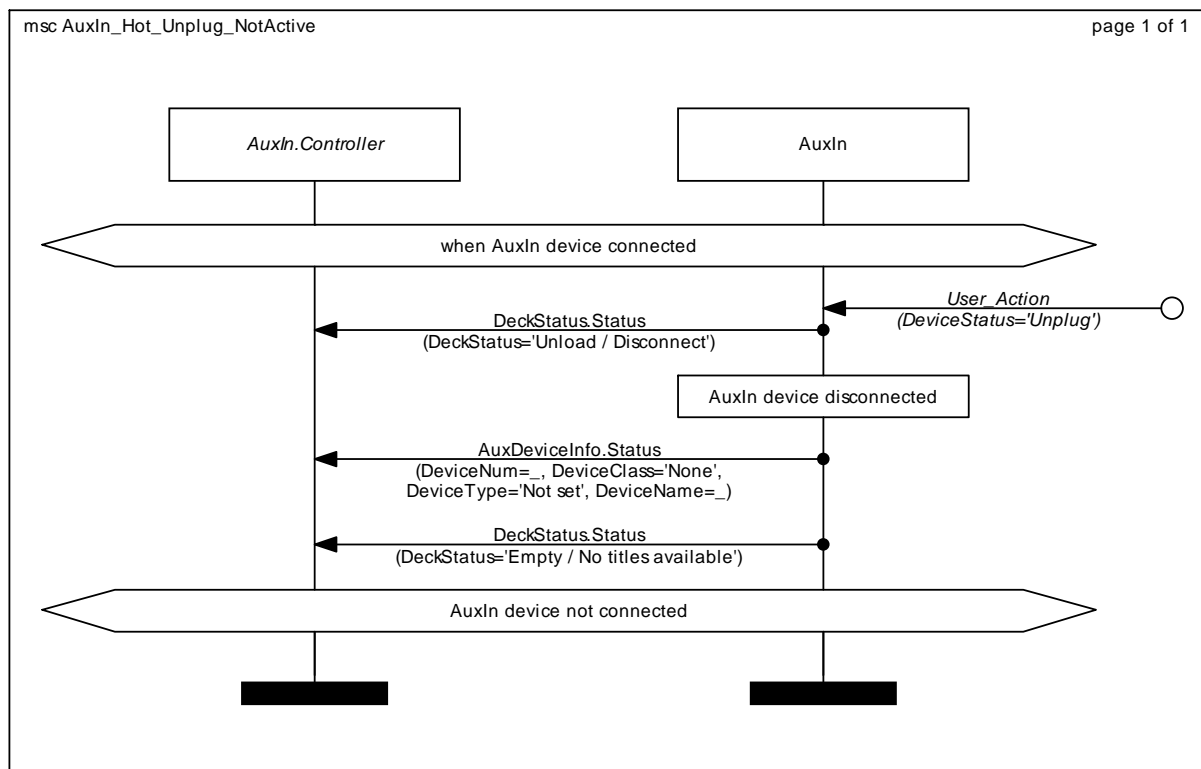 msc AuxIn_Hot_Unplug_NotActive
page 1 of 1
AuxIn.Controller
AuxIn
when AuxIn device connected
User_Action
(DeviceStatus='Unplug')
DeckStatus.Status
(DeckStatus='Unload / Disconnect')
AuxIn device disconnected
AuxDeviceInfo.Status
(DeviceNum=_, DeviceClass='None',
DeviceType='Not set', DeviceName=_)
DeckStatus.Status
(DeckStatus='Empty / No titles available')
AuxIn device not connected